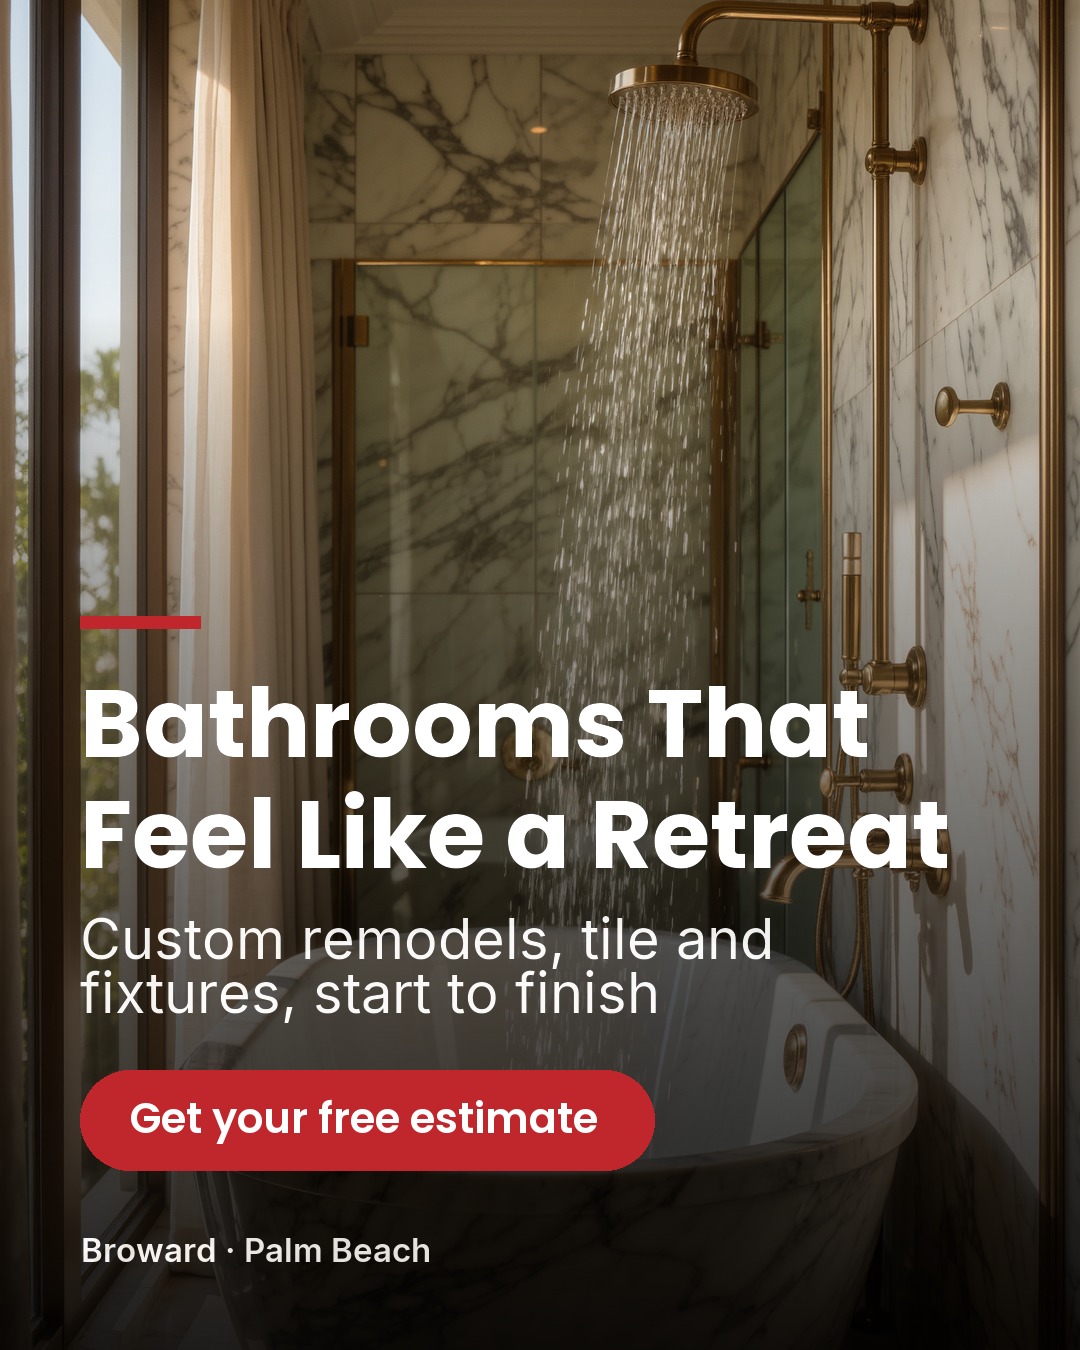 Bathrooms That
Feel Like a Retreat
Custom remodels, tile and
fixtures, start to finish
Get your free estimate
Broward · Palm Beach